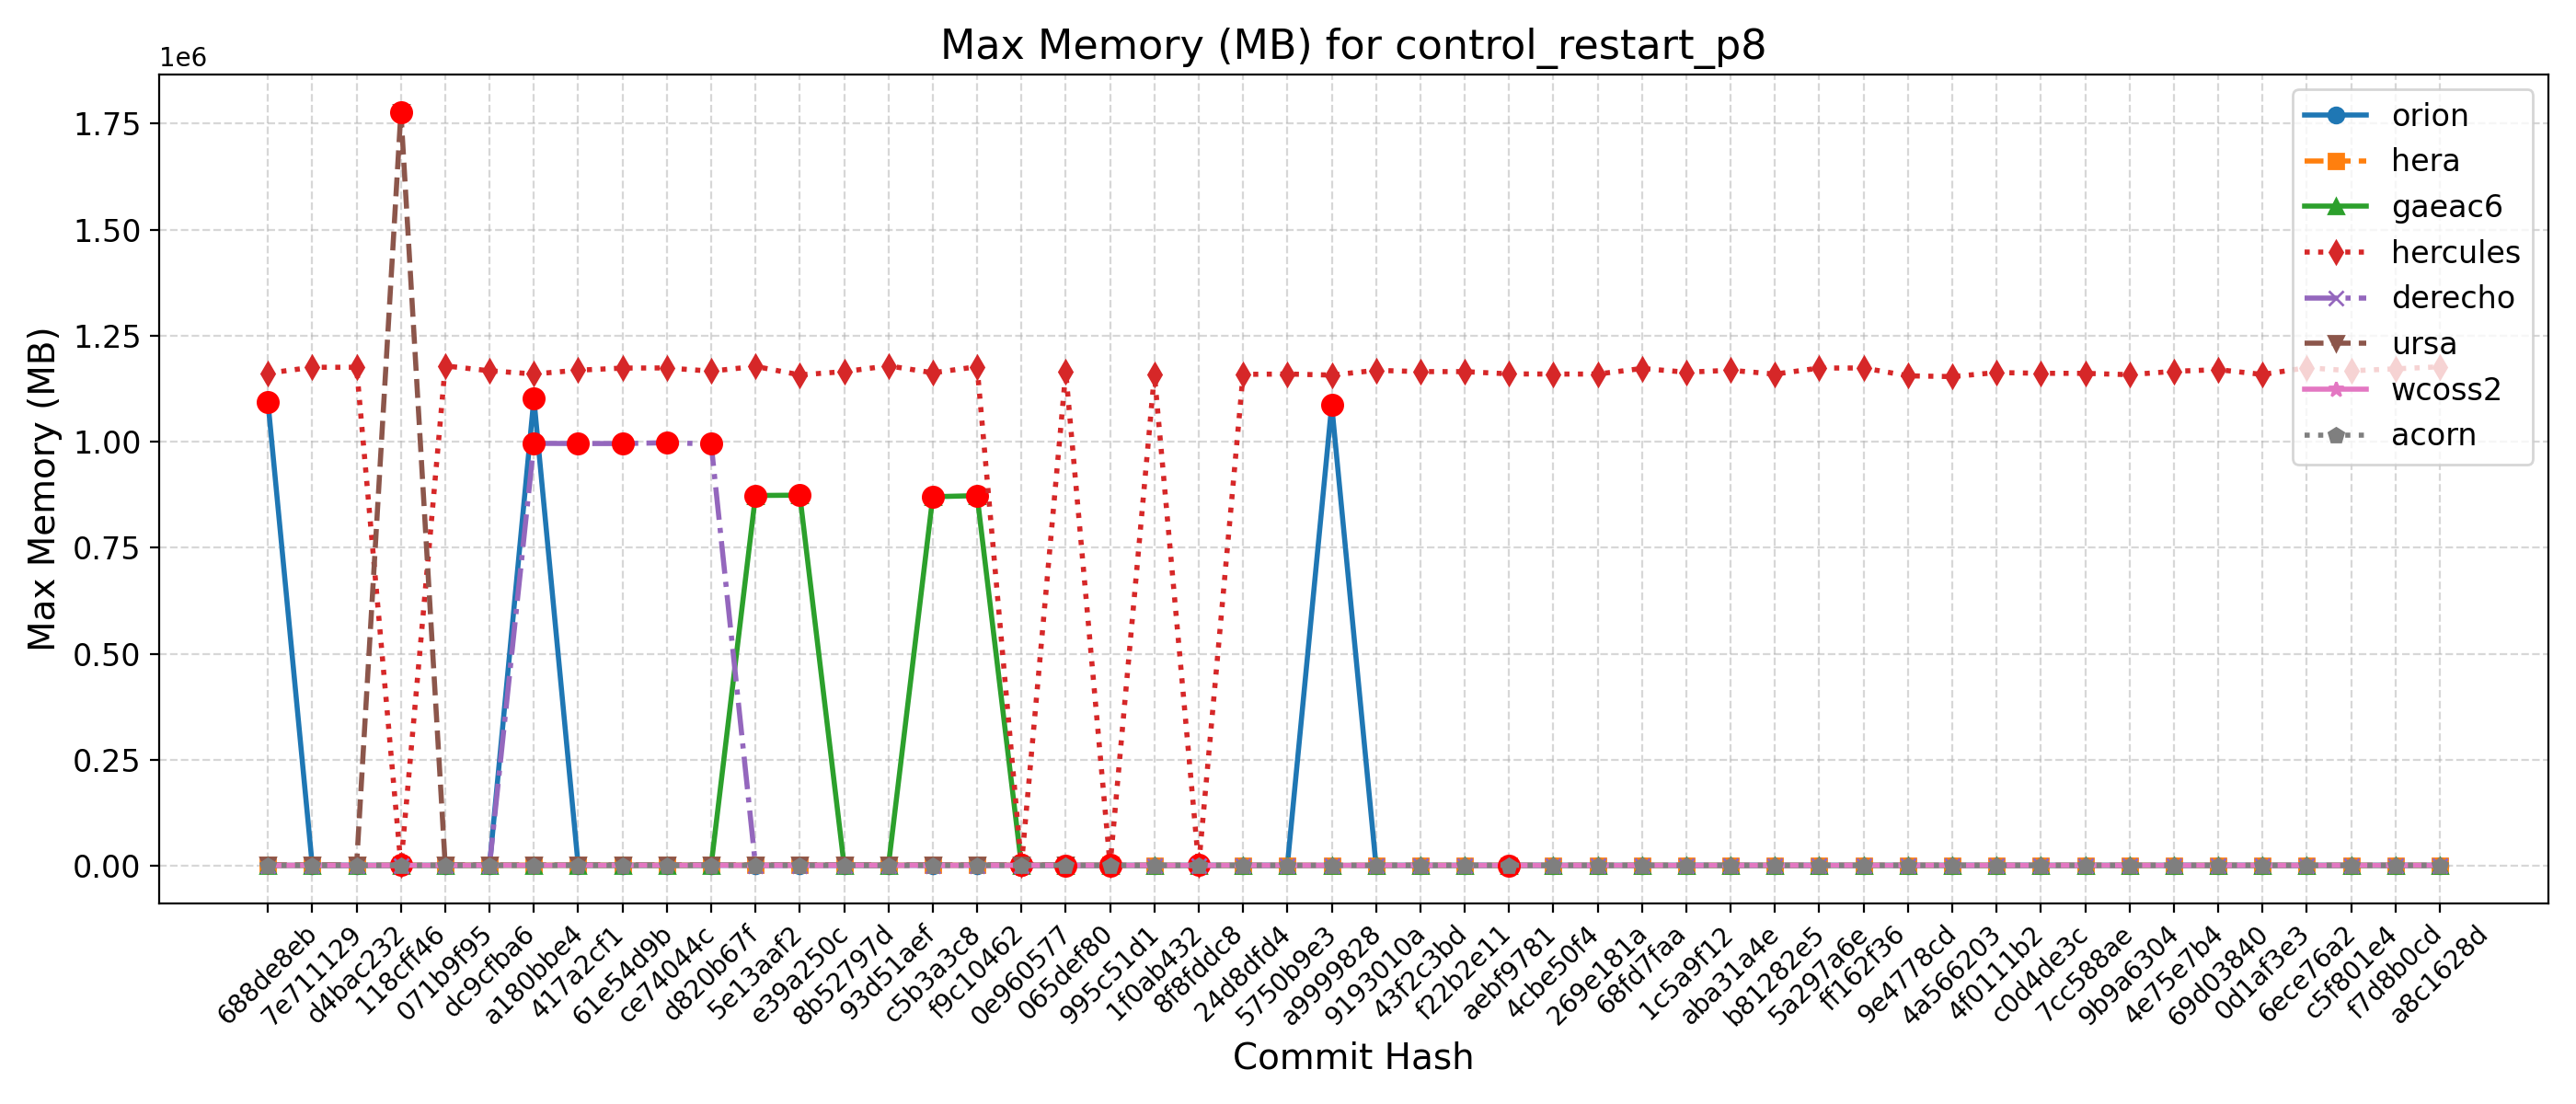 Max Memory (MB) for control_restart_p8
1e6
1.75
1.50
1.25
1.00
0.75
0.50
0.25
0.00
Max Memory (MB)
orion
hera
gaeac6
hercules
derecho
ursa
wcoss2
acorn
688de8eb
7e711129
d4bac232
118cff46
071b9f95
dc9cfba6
a180bbe4
417a2cf1
61e54d9b
ce74044c
d820b67f
5e13aaf2
e39a250c
8b52797d
93d51aef
c5b3a3c8
f9c10462
0e960577
065def80
995c51d1
1f0ab432
8f8fddc8
24d8dfd4
5750b9e3
a9999828
9193010a
43f2c3bd
f22b2e11
aebf9781
4cbe50f4
269e181a
68fd7faa
1c5a9f12
aba31a4e
b81282e5
5a297a6e
ff162f36
9e4778cd
4a566203
4f0111b2
c0d4de3c
7cc588ae
9b9a6304
4e75e7b4
69d03840
0d1af3e3
6ece76a2
c5f801e4
f7d8b0cd
a8c1628d
Commit Hash